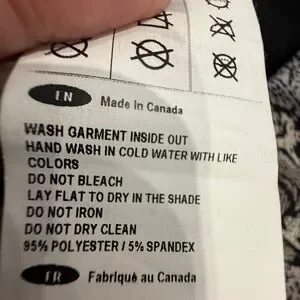 EN Made in Canada
WASH GARMENT INSIDE OUT
HAND WASH IN COLD WATER WITH LIKE
COLORS
DO NOT BLEACH
LAY FLAT TO DRY IN THE SHADE
DO NOT IRON
DO NOT DRY CLEAN
95% POLYESTER / 5% SPANDEX
FR Fabriqué au Canada